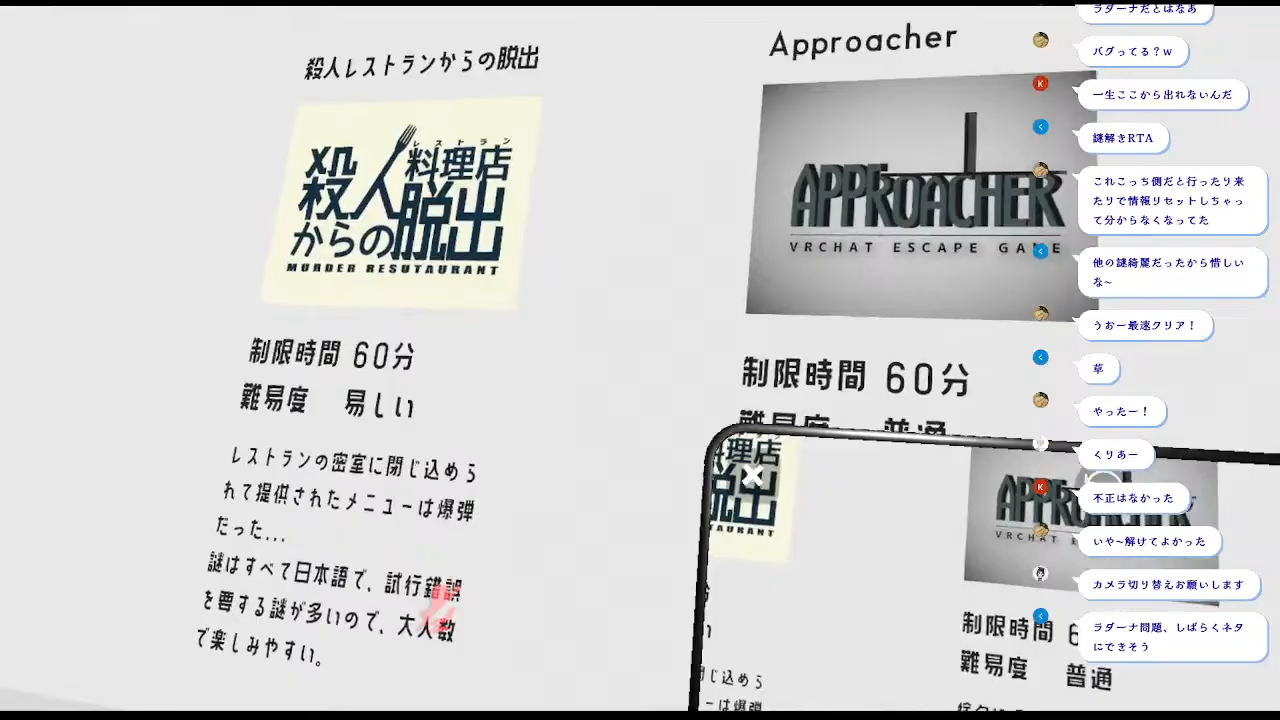 殺人レストランからの脱出
レストラン
殺人料理店
からの脱出
MURDER RESUTAURANT
制限時間 60分
難易度 易しい
レストランの密室に閉じ込めら
れて提供されたメニューは爆弾
だった...
謎はすべて日本語で、試行錯誤
を要する謎が多いので、大人数
で楽しみやすい。
Approacher
APPROACHER
VRCHAT ESCAPE GAME
制限時間 60分
難易度 普通
料理店
脱出
TAURANT
じ込めら
ーは爆弾
VRCHAT E
制限時間 6
難易度 普通
ラダーナだとはなあ
バグってる？w
K
一生ここから出れないんだ
く
謎解きRTA
これこっち側だと行ったり来
たりで情報リセットしちゃっ
て分からなくなってた
く
他の謎綺麗だったから惜しい
な~
うおー最速クリア！
く
草
やったー！
くりあー
K
不正はなかった
いや~解けてよかった
カメラ切り替えお願いします
く
ラダーナ問題、しばらくネタ
にできそう